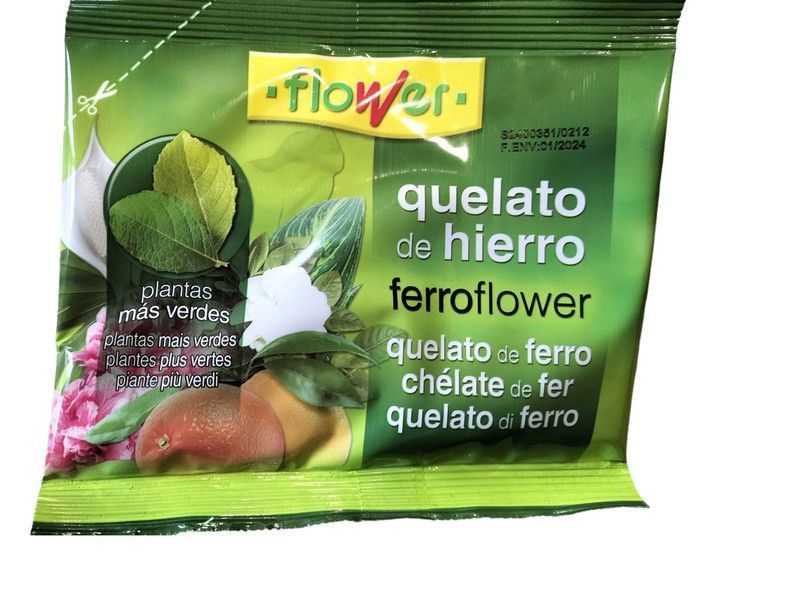 ·flower·
S2400351/0212
F.ENV:01/2024
quelato
de hierro
ferroflower
quelato de ferro
chélate de fer
quelato di ferro
plantas
más verdes
plantas mais verdes
plantes plus vertes
piante più verdi